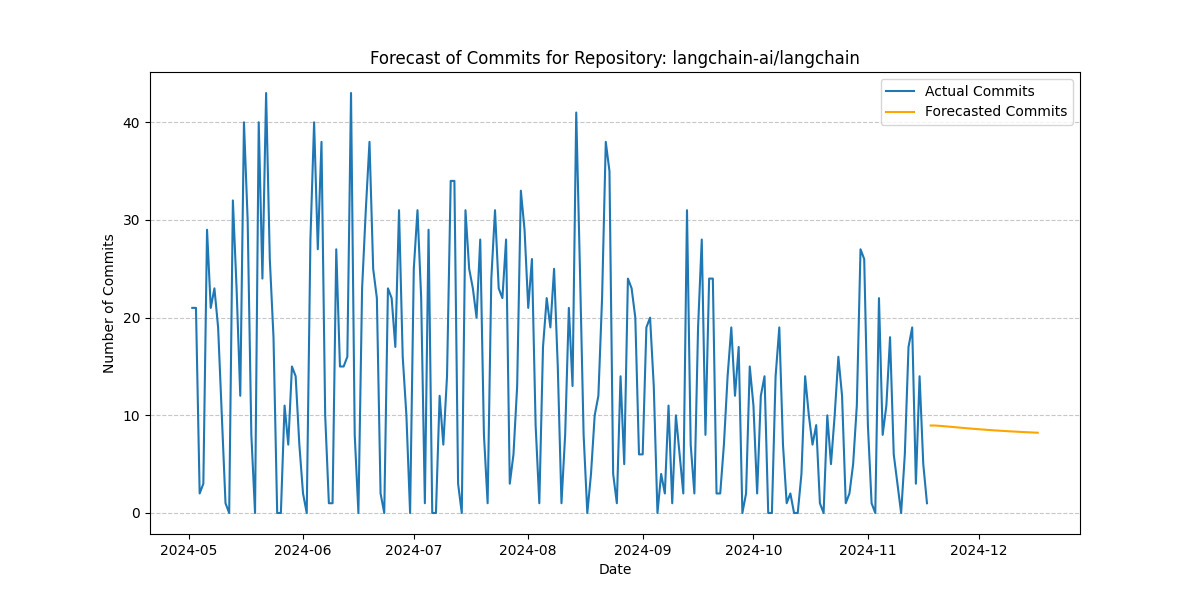 Forecast of Commits for Repository: langchain-ai/langchain
Actual Commits
Forecasted Commits
Number of Commits
40
30
20
10
0
2024-05 2024-06 2024-07 2024-08 2024-09 2024-10 2024-11 2024-12
Date